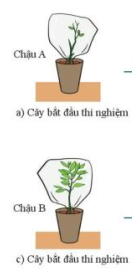 Chậu A
a) Cây bắt đầu thí nghiệm
Chậu B
c) Cây bắt đầu thí nghiệm